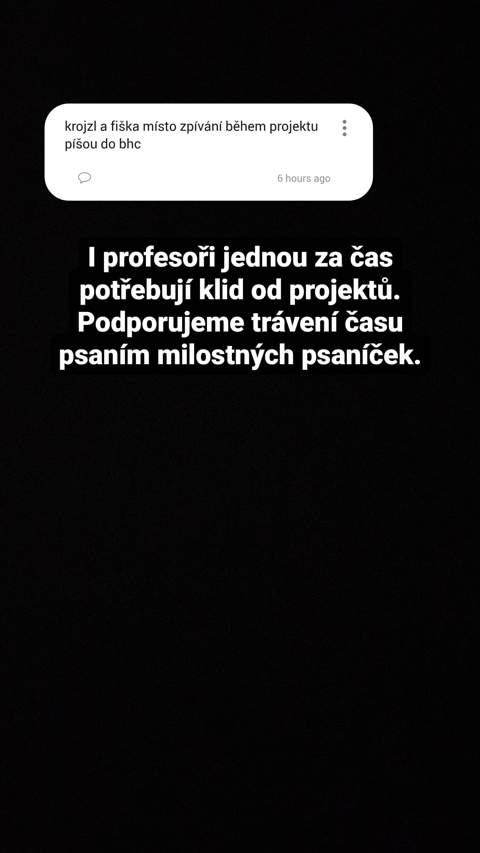 krojzl a fiška místo zpívání během projektu
píšou do bhc
6 hours ago
I profesoři jednou za čas
potřebují klid od projektů.
Podporujeme trávení času
psaním milostných psaníček.